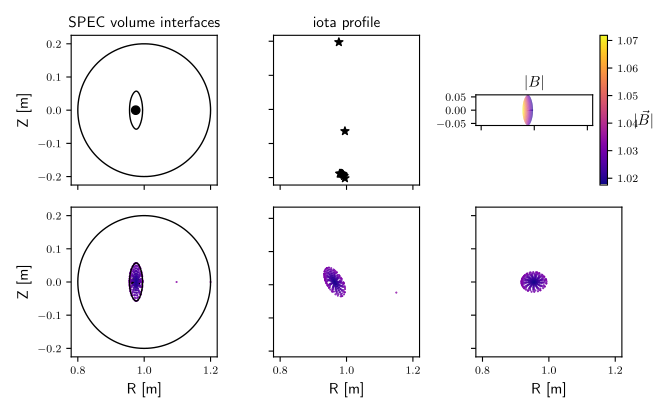 SPEC volume interfaces
iota profile
0.2
0.1
0.0
−0.1
−0.2
Z [m]
|B|
0.05
0.00
−0.05
1.07
1.06
1.05
1.04
1.03
1.02
|B⃗|
0.2
0.1
0.0
−0.1
−0.2
Z [m]
0.8 1.0 1.2
0.8 1.0 1.2
0.8 1.0 1.2
R [m]
R [m]
R [m]